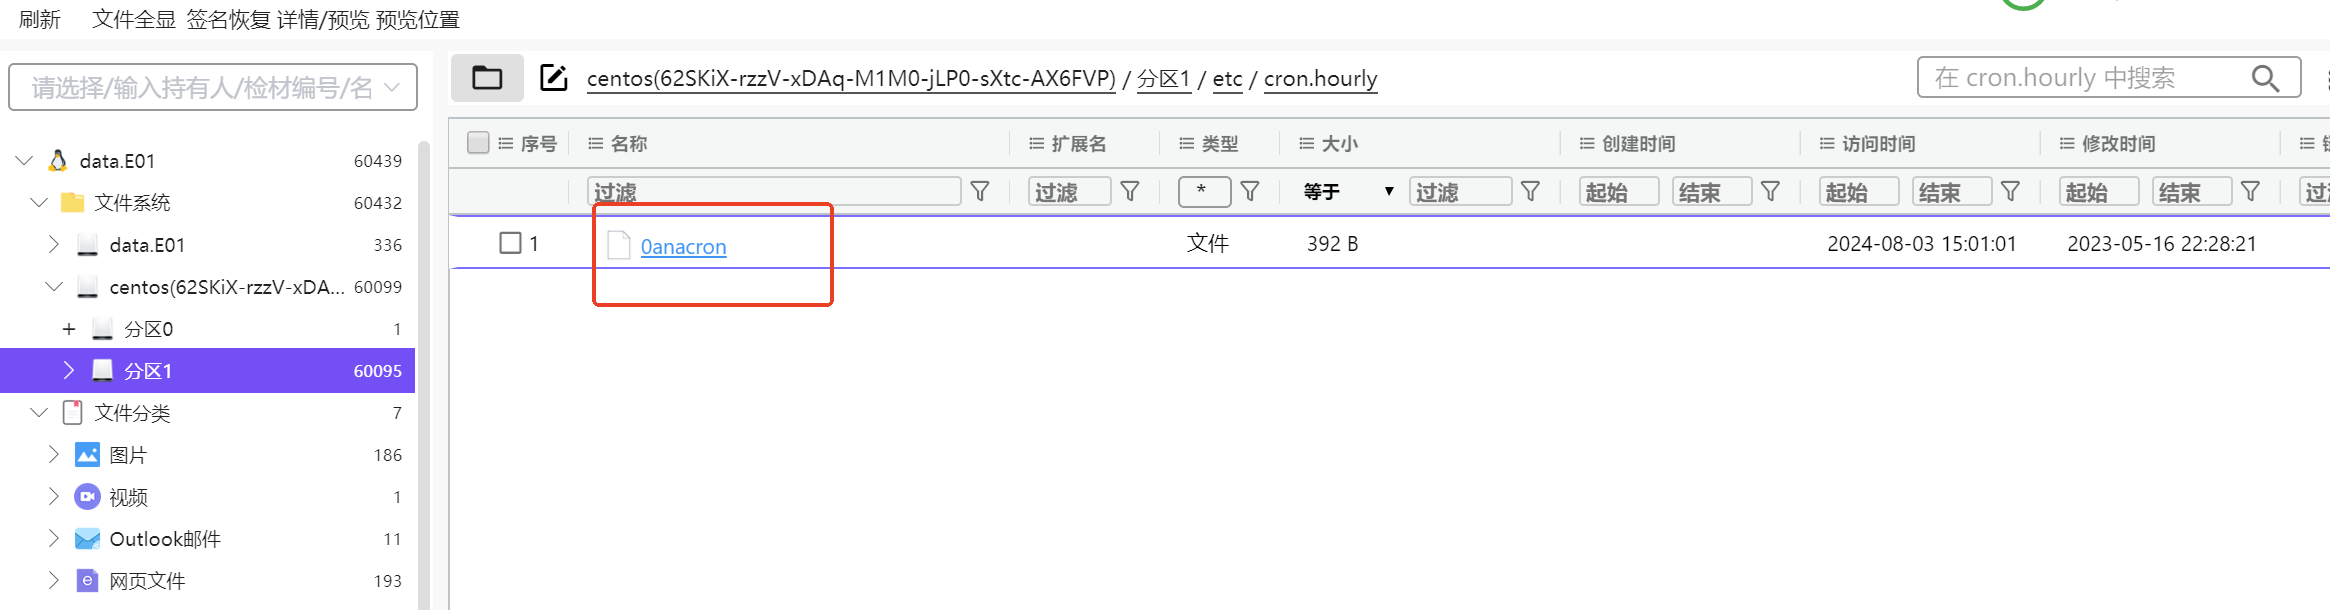 刷新 文件全显 签名恢复 详情/预览 预览位置
请选择/输入持有人/检材编号/名
centos(62SKiX-rzzV-xDAq-M1M0-jLP0-sXtc-AX6FVP) / 分区1 / etc / cron.hourly
在 cron.hourly 中搜索
序号 名称 扩展名 类型 大小 创建时间 访问时间 修改时间
过滤 过滤 * 等于 过滤 起始 结束 起始 结束 起始 结束
1 0anacron 文件 392 B 2024-08-03 15:01:01 2023-05-16 22:28:21
data.E01 60439
文件系统 60432
data.E01 336
centos(62SKiX-rzzV-xDA... 60099
分区0 1
分区1 60095
文件分类 7
图片 186
视频 1
Outlook邮件 11
网页文件 193